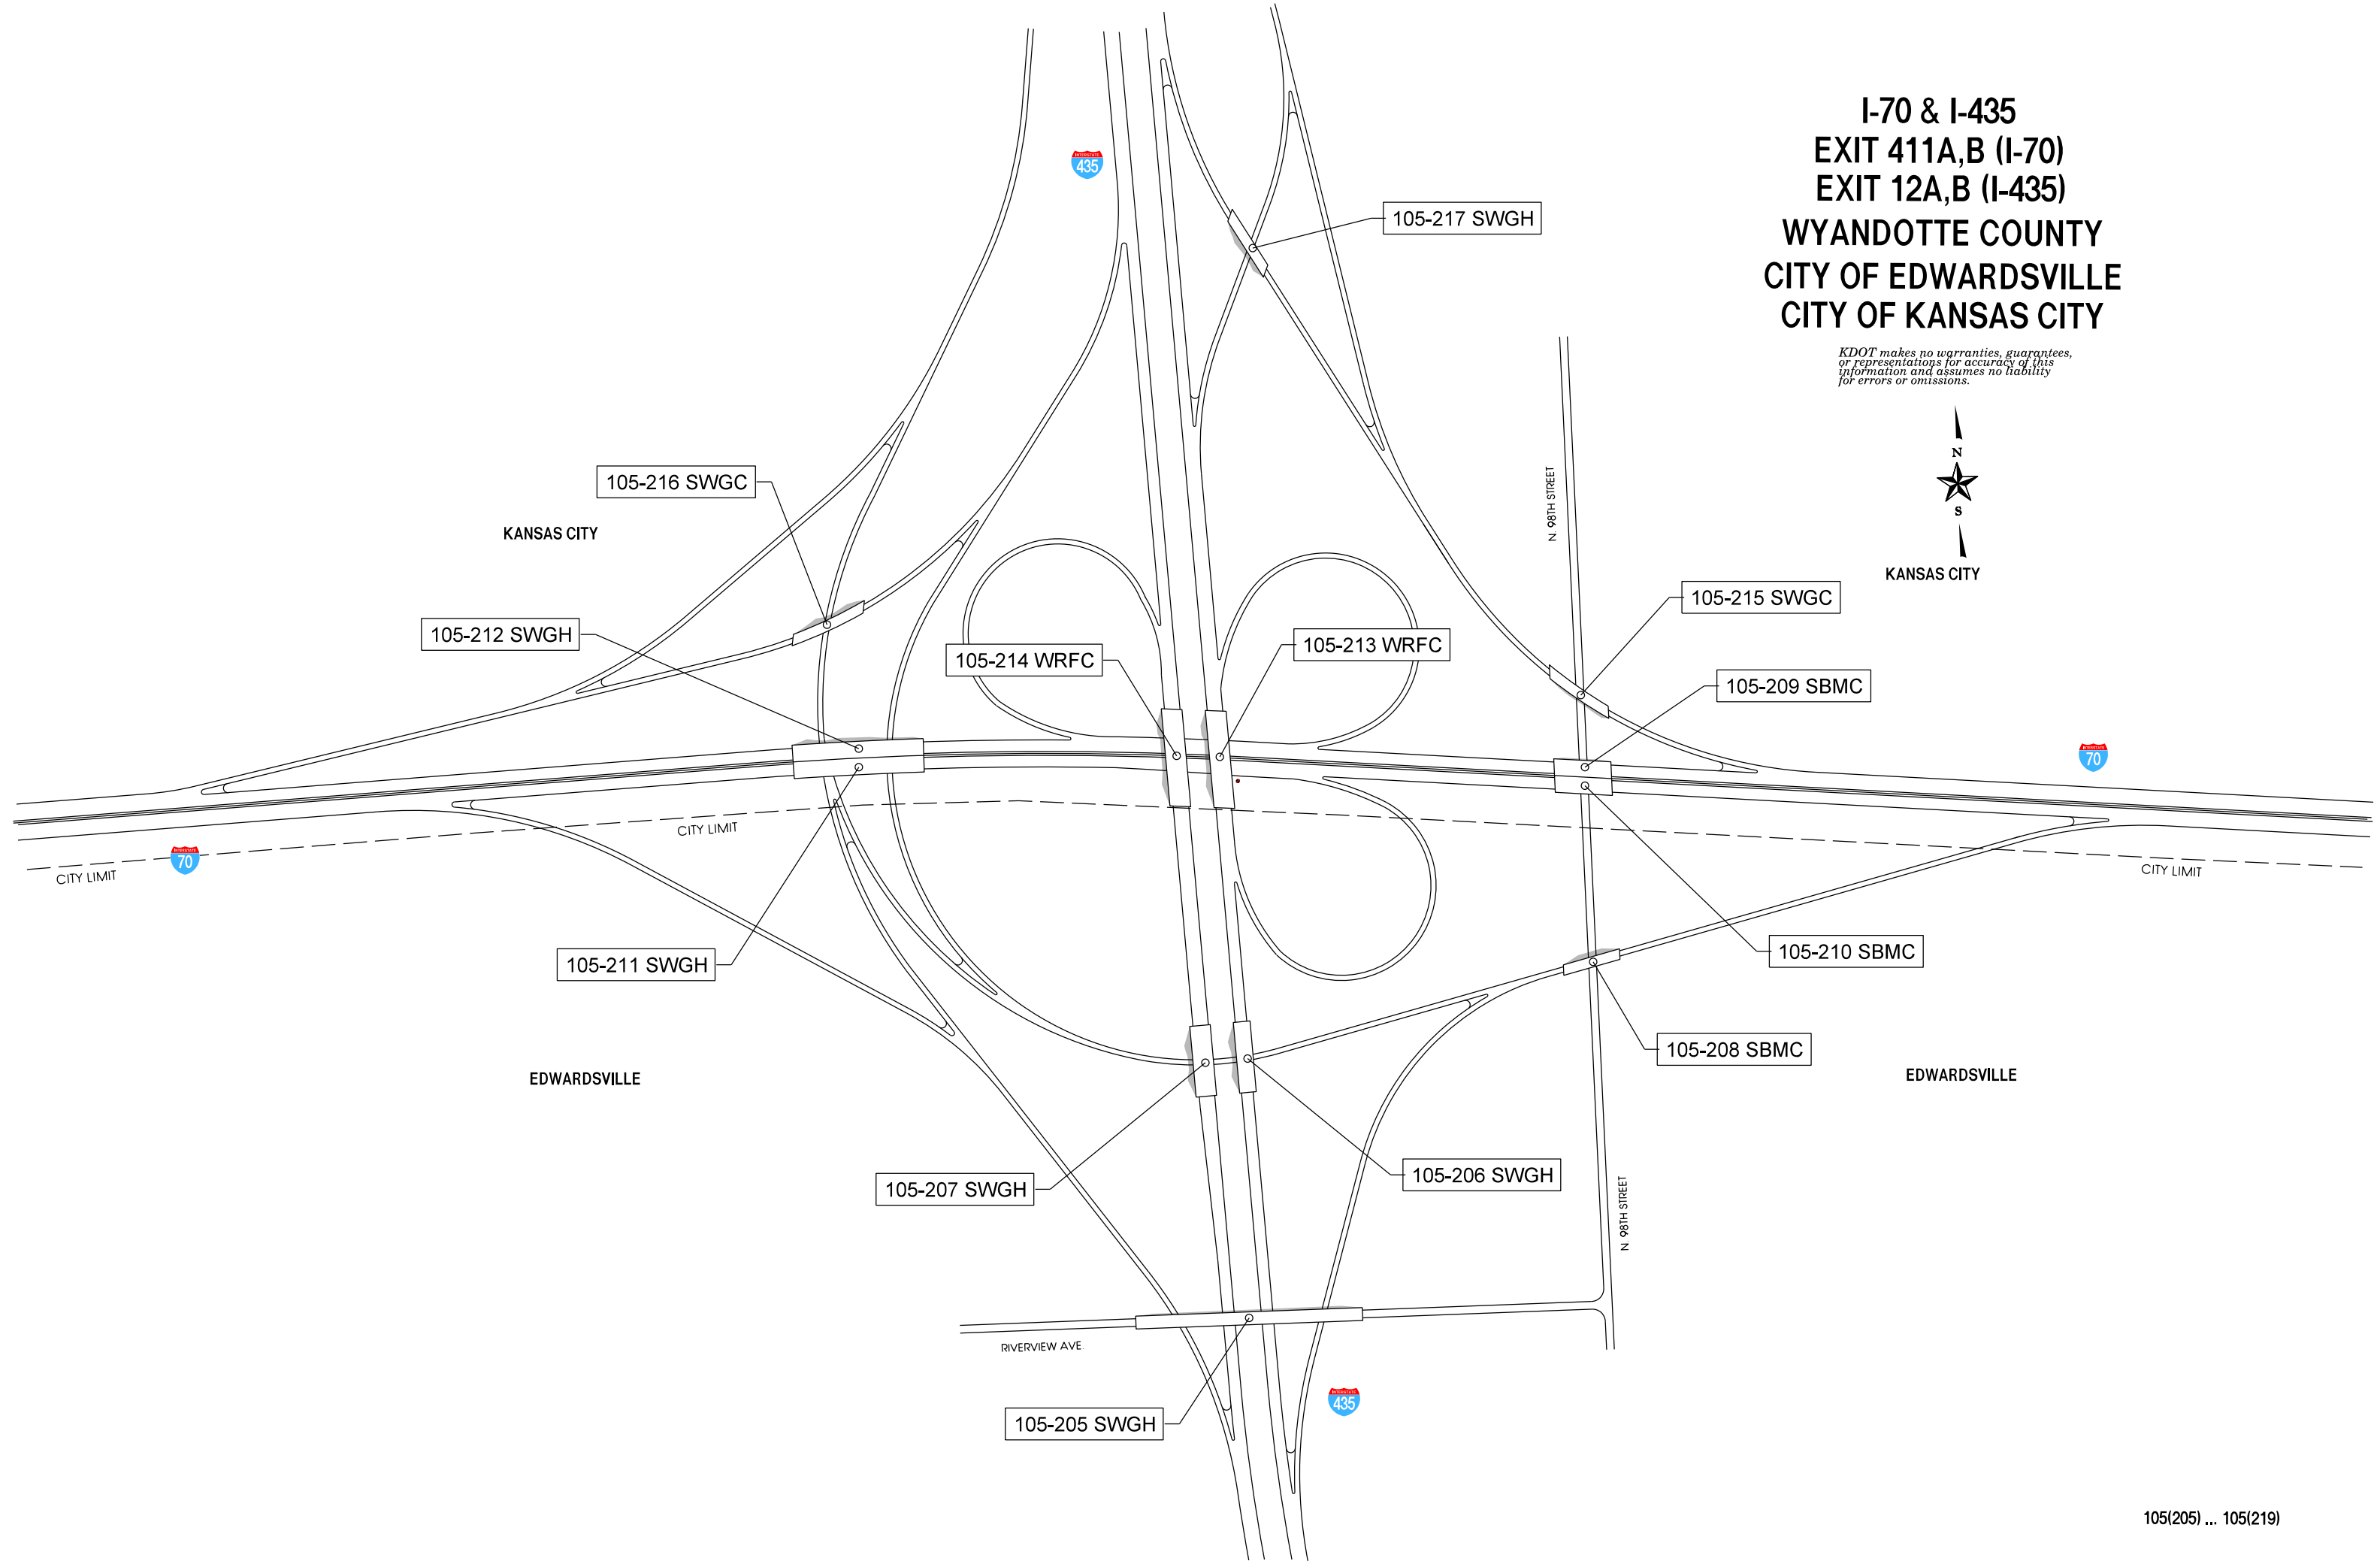 I-70 & I-435
EXIT 411A,B (I-70)
EXIT 12A,B (I-435)
WYANDOTTE COUNTY
CITY OF EDWARDSVILLE
CITY OF KANSAS CITY
KDOT makes no warranties, guarantees,
or representations for accuracy of this
information and assumes no liability
for errors or omissions.
N
S
KANSAS CITY
INTERSTATE
435
105-217 SWGH
105-216 SWGC
KANSAS CITY
N. 98TH STREET
105-215 SWGC
105-212 SWGH
105-214 WRFC
105-213 WRFC
105-209 SBMC
INTERSTATE
70
CITY LIMIT
INTERSTATE
70
CITY LIMIT
CITY LIMIT
105-211 SWGH
105-210 SBMC
105-208 SBMC
EDWARDSVILLE
EDWARDSVILLE
105-207 SWGH
105-206 SWGH
N. 98TH STREET
RIVERVIEW AVE.
INTERSTATE
435
105-205 SWGH
105(205) ... 105(219)